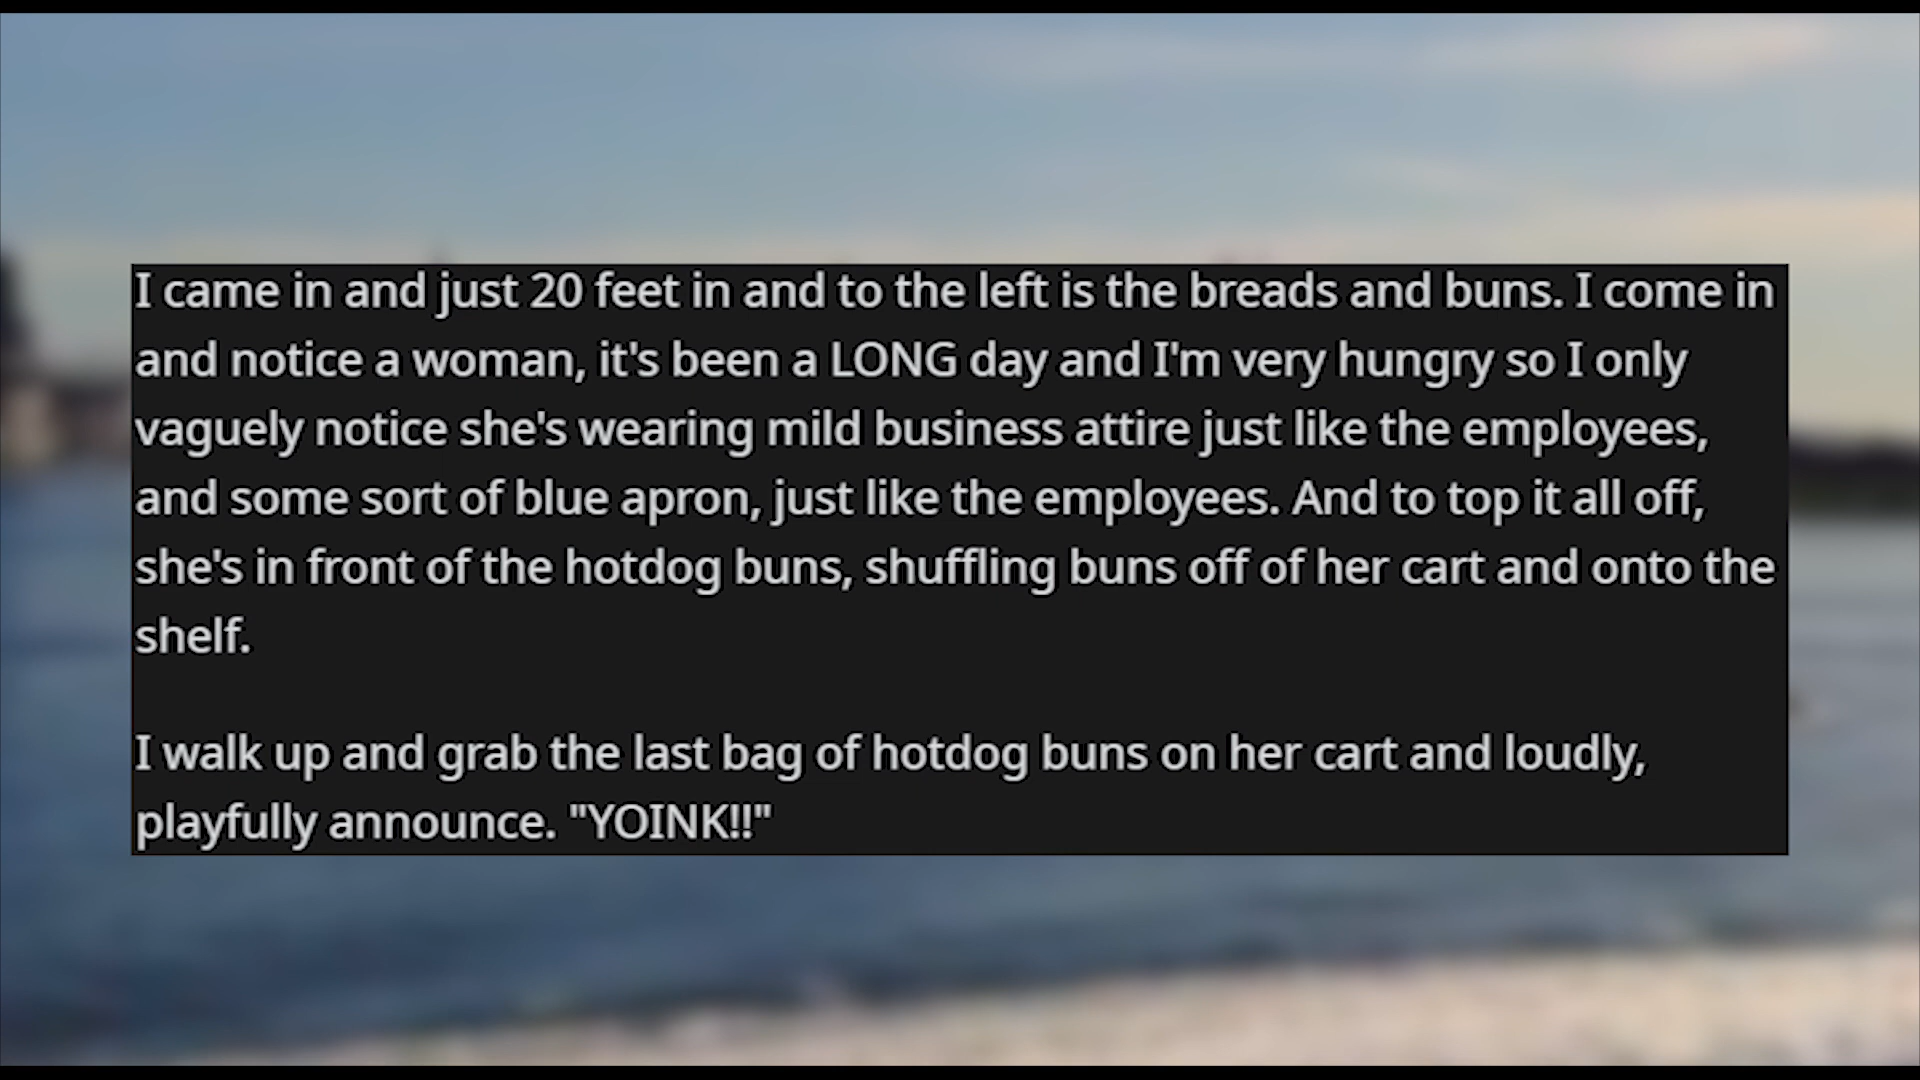 I came in and just 20 feet in and to the left is the breads and buns. I come in
and notice a woman, it's been a LONG day and I'm very hungry so I only
vaguely notice she's wearing mild business attire just like the employees,
and some sort of blue apron, just like the employees. And to top it all off,
she's in front of the hotdog buns, shuffling buns off of her cart and onto the
shelf.
I walk up and grab the last bag of hotdog buns on her cart and loudly,
playfully announce. "YOINK!!"